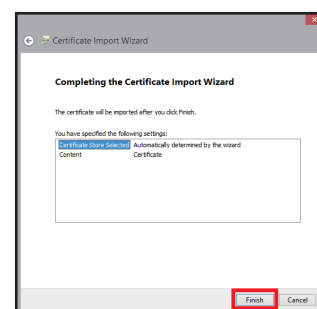 Certificate Import Wizard
Completing the Certificate Import Wizard
The certificate will be imported after you click Finish.
You have specified the following settings:
Certificate Store Selected Automatically determined by the wizard
Content Certificate
Finish Cancel